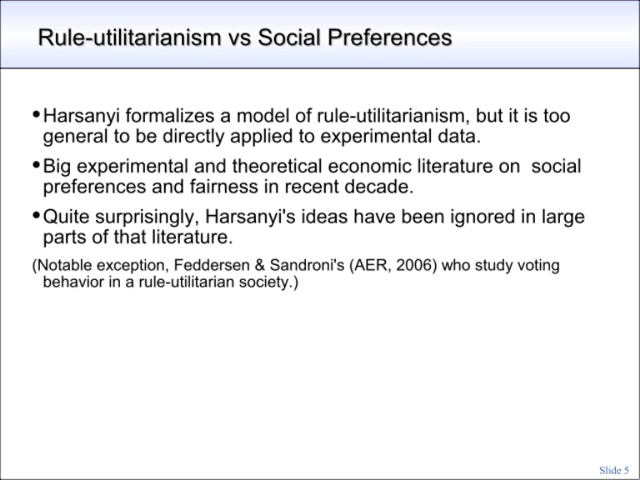 Rule-utilitarianism vs Social Preferences
•Harsanyi formalizes a model of rule-utilitarianism, but it is too
general to be directly applied to experimental data.
•Big experimental and theoretical economic literature on  social
preferences and fairness in recent decade.
•Quite surprisingly, Harsanyi's ideas have been ignored in large
parts of that literature.
(Notable exception, Feddersen & Sandroni's (AER, 2006) who study voting
behavior in a rule-utilitarian society.)
Slide 5